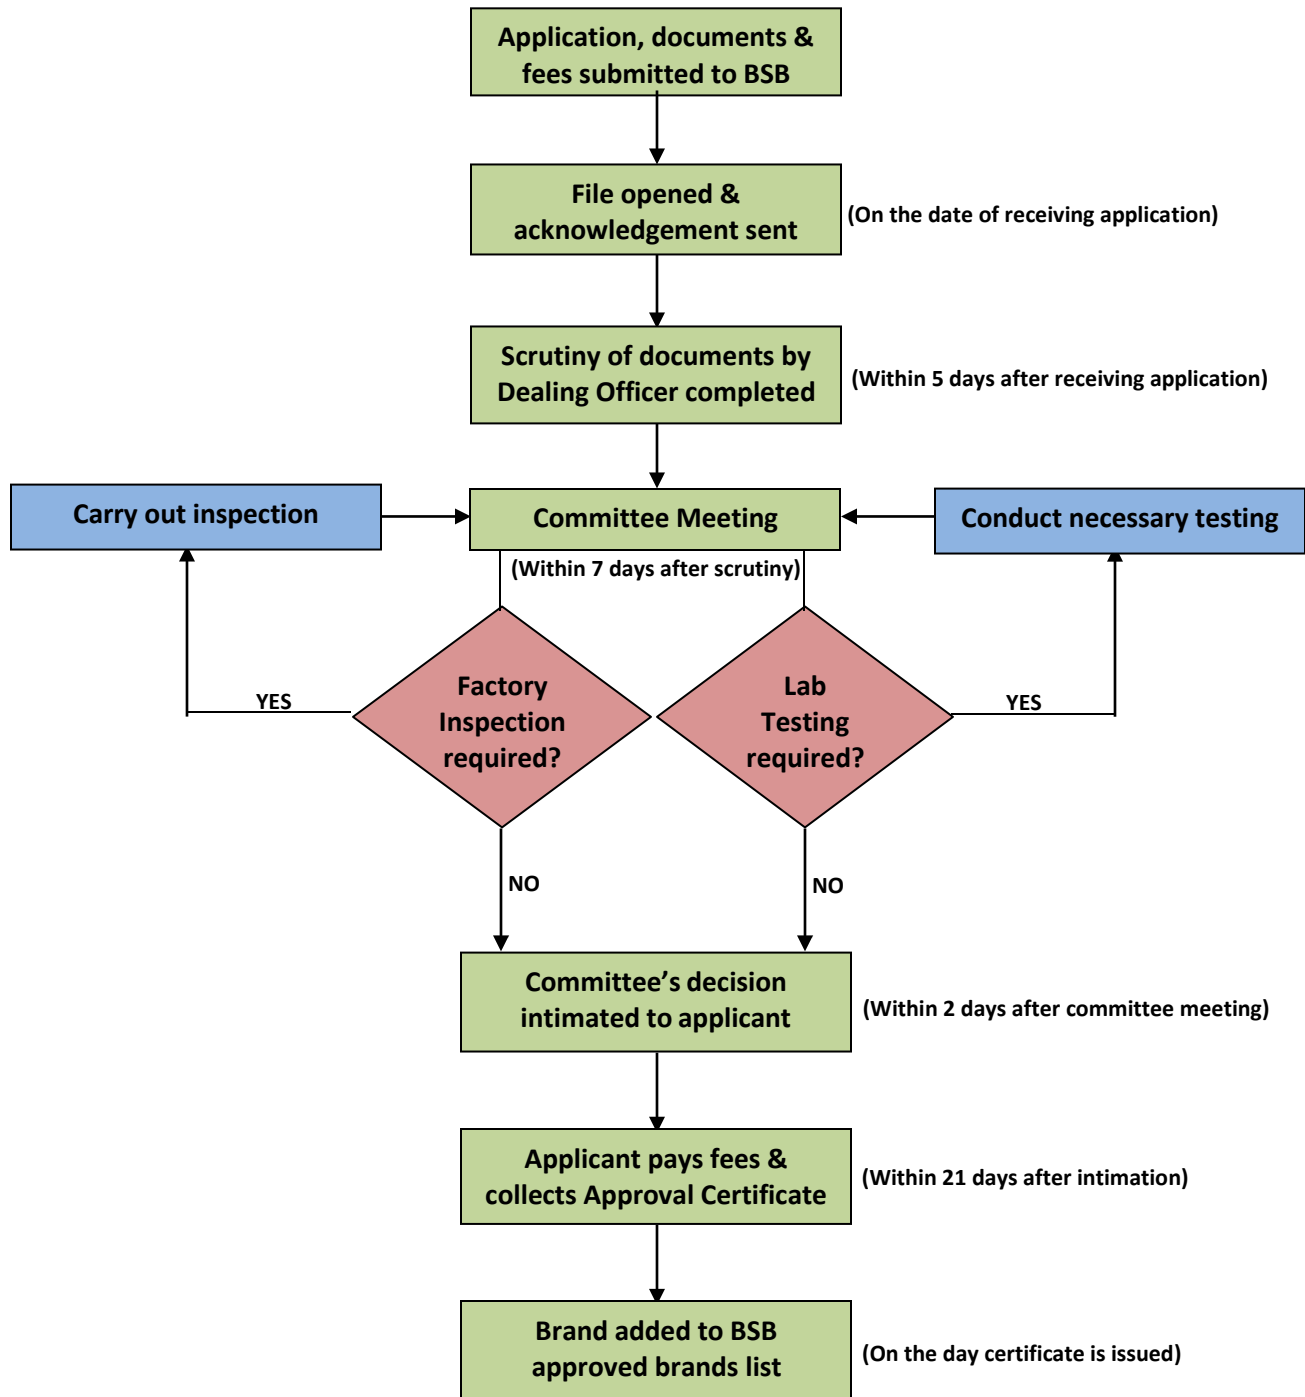 Application, documents &
fees submitted to BSB
File opened &
acknowledgement sent
(On the date of receiving application)
Scrutiny of documents by
Dealing Officer completed
(Within 5 days after receiving application)
Carry out inspection
Committee Meeting
Conduct necessary testing
(Within 7 days after scrutiny)
Factory
Inspection
required?
Lab
Testing
required?
YES
YES
NO
NO
Committee’s decision
intimated to applicant
(Within 2 days after committee meeting)
Applicant pays fees &
collects Approval Certificate
(Within 21 days after intimation)
Brand added to BSB
approved brands list
(On the day certificate is issued)